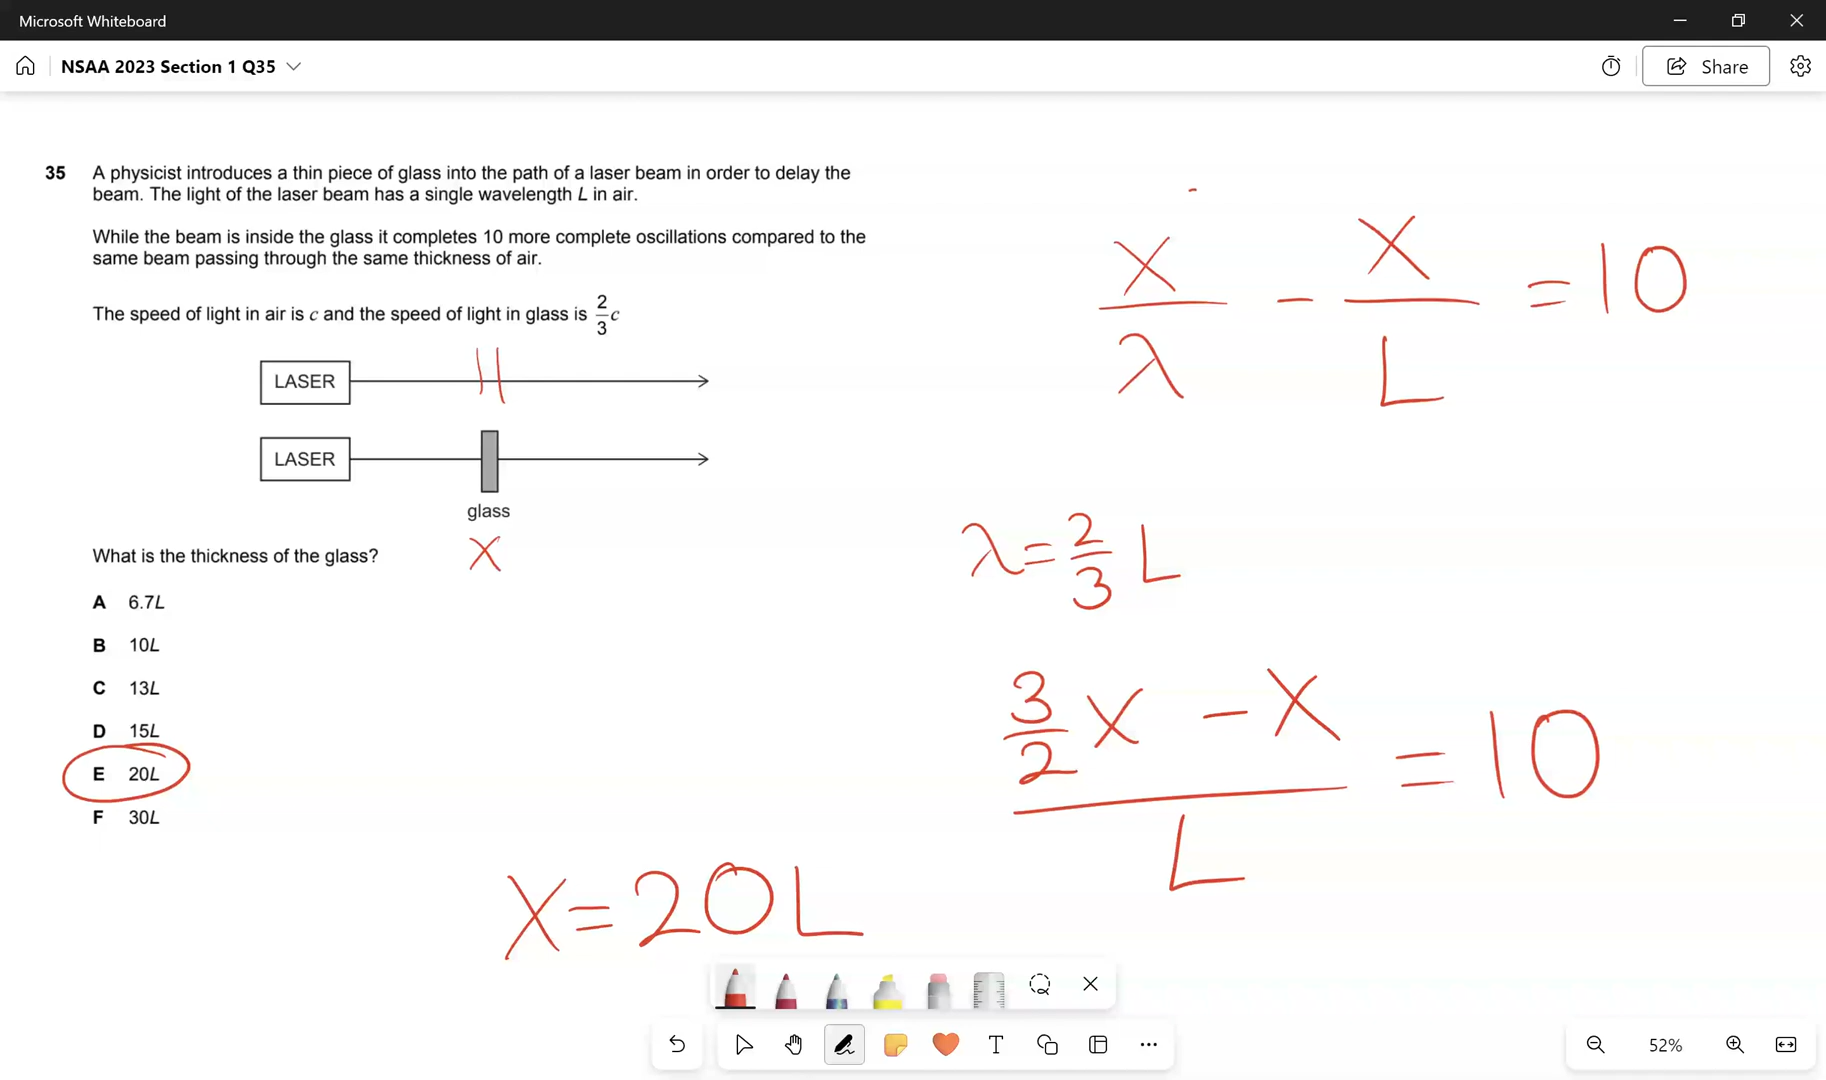 Microsoft Whiteboard
NSAA 2023 Section 1 Q35
Share
35 A physicist introduces a thin piece of glass into the path of a laser beam in order to delay the
beam. The light of the laser beam has a single wavelength L in air.
While the beam is inside the glass it completes 10 more complete oscillations compared to the
same beam passing through the same thickness of air.
The speed of light in air is c and the speed of light in glass is 2/3 c
LASER
LASER
glass
X
What is the thickness of the glass?
A 6.7L
B 10L
C 13L
D 15L
E 20L
F 30L
X/λ - X/L = 10
λ = 2/3 L
(3/2 X - X)/L = 10
X = 20L
52%